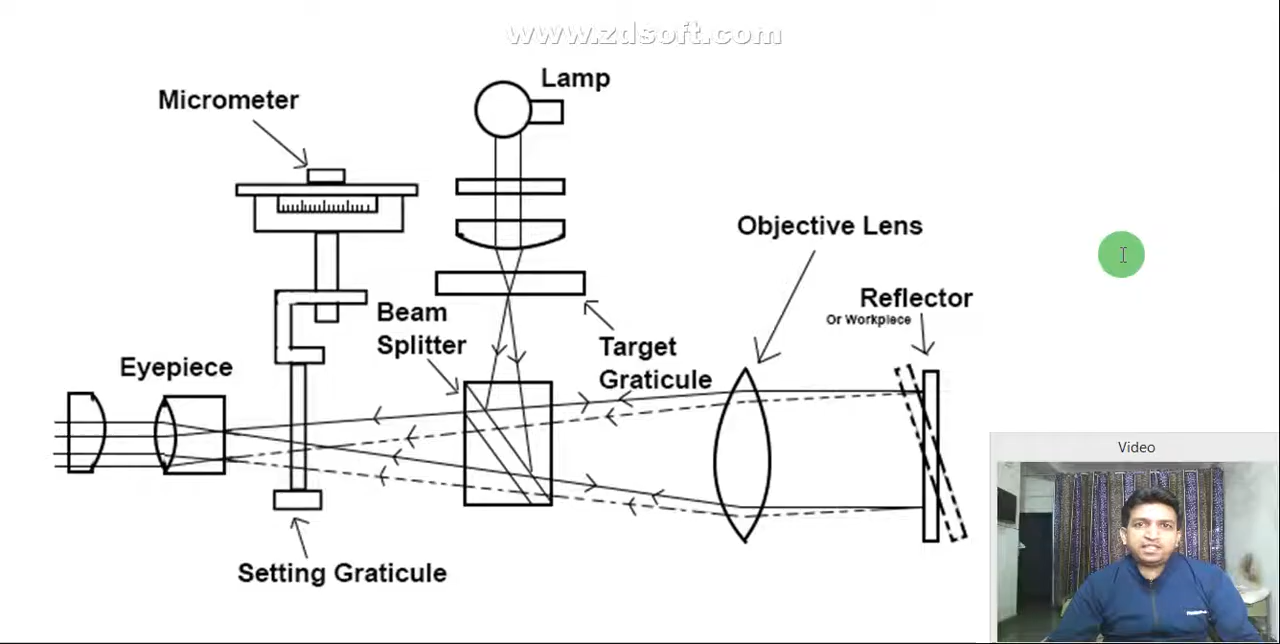 www.zdsoft.com
Lamp
Micrometer
Objective Lens
Reflector
Or Workpiece
Beam
Splitter
Target
Graticule
Eyepiece
Setting Graticule
Video